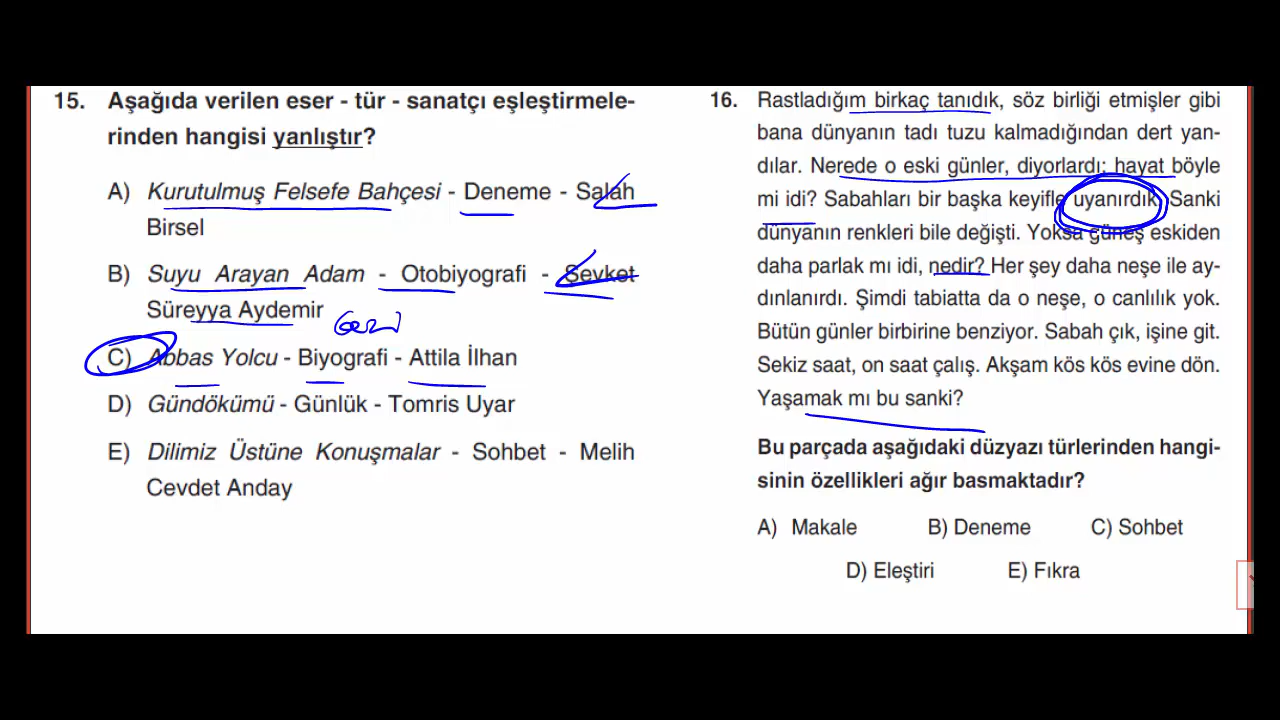 15. Aşağıda verilen eser - tür - sanatçı eşleştirmele-
rinden hangisi yanlıştır?
A) Kurutulmuş Felsefe Bahçesi - Deneme - Salâh
Birsel
B) Suyu Arayan Adam - Otobiyografi - Şevket
Süreyya Aydemir
Gezi
C) Abbas Yolcu - Biyografi - Attila İlhan
D) Gündökümü - Günlük - Tomris Uyar
E) Dilimiz Üstüne Konuşmalar - Sohbet - Melih
Cevdet Anday
16. Rastladığım birkaç tanıdık, söz birliği etmişler gibi
bana dünyanın tadı tuzu kalmadığından dert yan-
dılar. Nerede o eski günler, diyorlardı; hayat böyle
mi idi? Sabahları bir başka keyifle uyanırdık. Sanki
dünyanın renkleri bile değişti. Yoksa güneş eskiden
daha parlak mı idi, nedir? Her şey daha neşe ile ay-
dınlanırdı. Şimdi tabiatta da o neşe, o canlılık yok.
Bütün günler birbirine benziyor. Sabah çık, işine git.
Sekiz saat, on saat çalış. Akşam kös kös evine dön.
Yaşamak mı bu sanki?
Bu parçada aşağıdaki düzyazı türlerinden hangi-
sinin özellikleri ağır basmaktadır?
A) Makale B) Deneme C) Sohbet
D) Eleştiri E) Fıkra